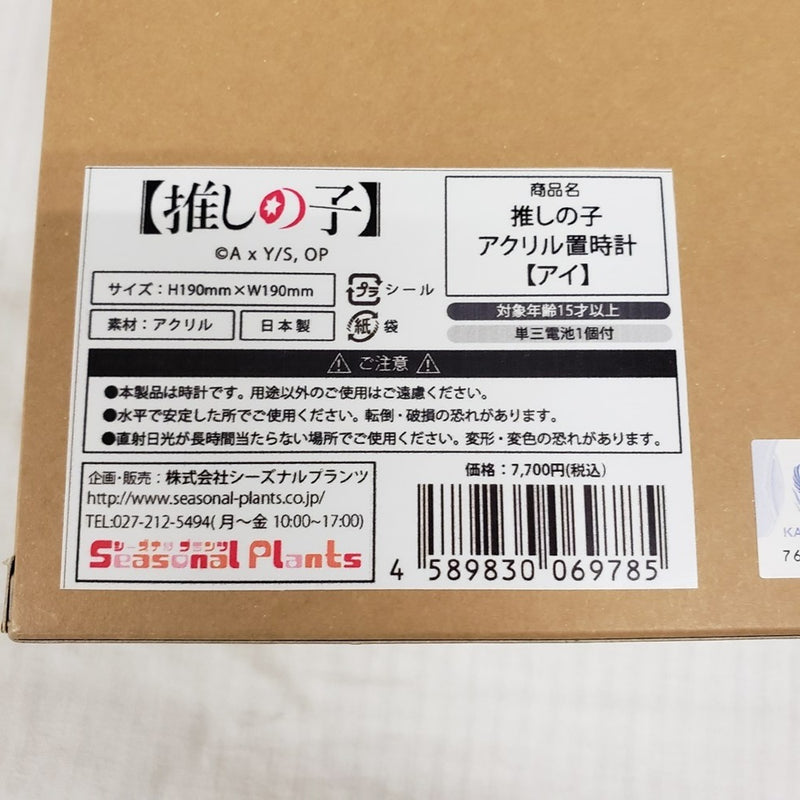 【推しの子】
©A x Y/S, OP
商品名
推しの子
アクリル置時計
【アイ】
サイズ：H190mm×W190mm
プラ シール
素材：アクリル
日本製
紙 袋
対象年齢15才以上
単三電池1個付
ご注意
●本製品は時計です。用途以外のご使用はご遠慮ください。
●水平で安定した所でご使用ください。転倒・破損の恐れがあります。
●直射日光が長時間当たらない場所でご使用ください。変形・変色の恐れがあります。
企画・販売：株式会社シーズナルプランツ
http://www.seasonal-plants.co.jp/
TEL:027-212-5494(月～金 10:00~17:00)
シーズナル プランツ
Seasonal Plants
価格：7,700円(税込)
4 589830 069785
KA
76